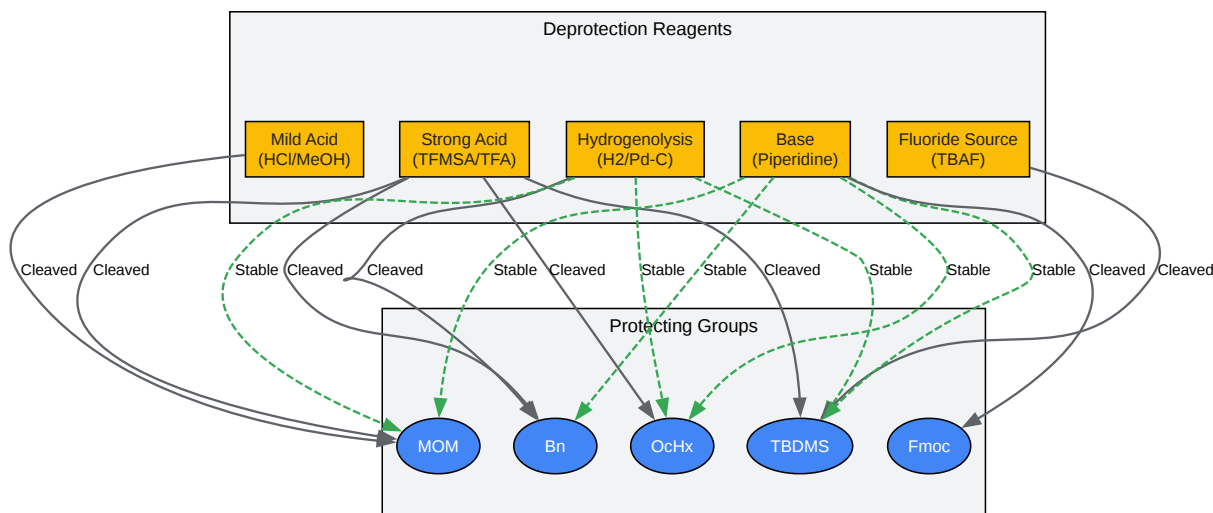 Deprotection Reagents
Mild Acid
(HCl/MeOH)
Strong Acid
(TFMSA/TFA)
Hydrogenolysis
(H2/Pd-C)
Base
(Piperidine)
Fluoride Source
(TBAF)
Cleaved
Cleaved
Stable
Cleaved
Cleaved
Stable
Cleaved
Stable
Stable
Cleaved
Stable
Stable
Stable
Cleaved
Cleaved
Protecting Groups
MOM
Bn
OcHx
TBDMS
Fmoc